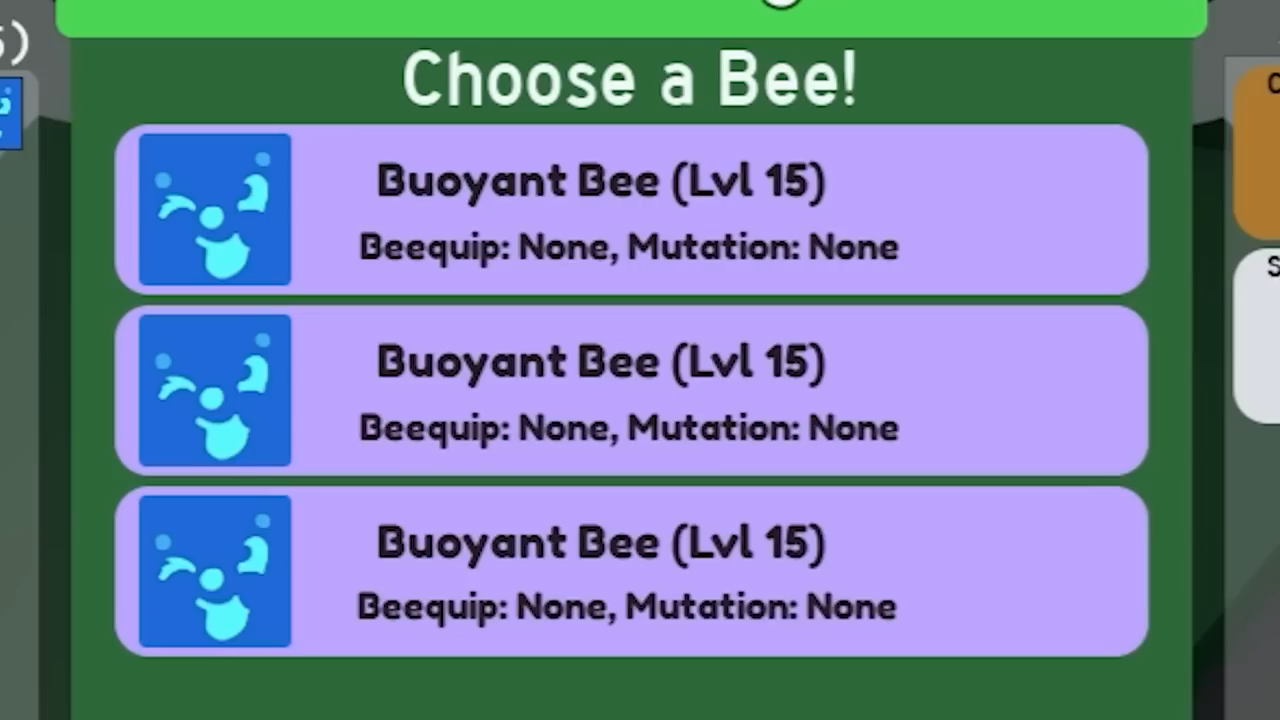 5)
Choose a Bee!
Buoyant Bee (Lvl 15)
Beequip: None, Mutation: None
Buoyant Bee (Lvl 15)
Beequip: None, Mutation: None
Buoyant Bee (Lvl 15)
Beequip: None, Mutation: None
S